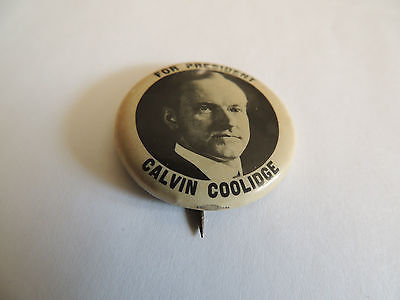 FOR PRESIDENT
CALVIN COOLIDGE